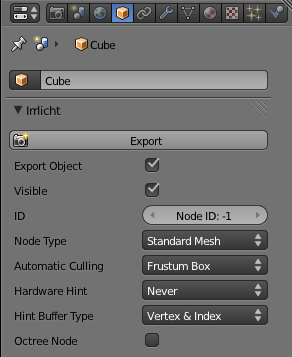 Cube
Cube
Irrlicht
Export
Export Object
Visible
ID Node ID: -1
Node Type Standard Mesh
Automatic Culling Frustum Box
Hardware Hint Never
Hint Buffer Type Vertex & Index
Octree Node